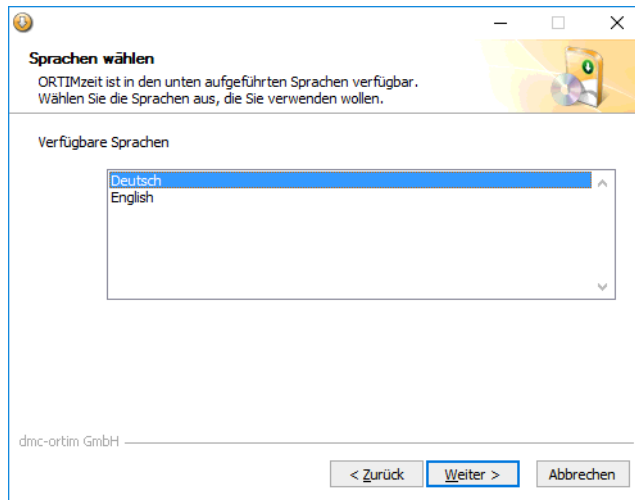 Sprachen wählen
ORTIMzeit ist in den unten aufgeführten Sprachen verfügbar.
Wählen Sie die Sprachen aus, die Sie verwenden wollen.
Verfügbare Sprachen
Deutsch
English
dmc-ortim GmbH
< Zurück
Weiter >
Abbrechen